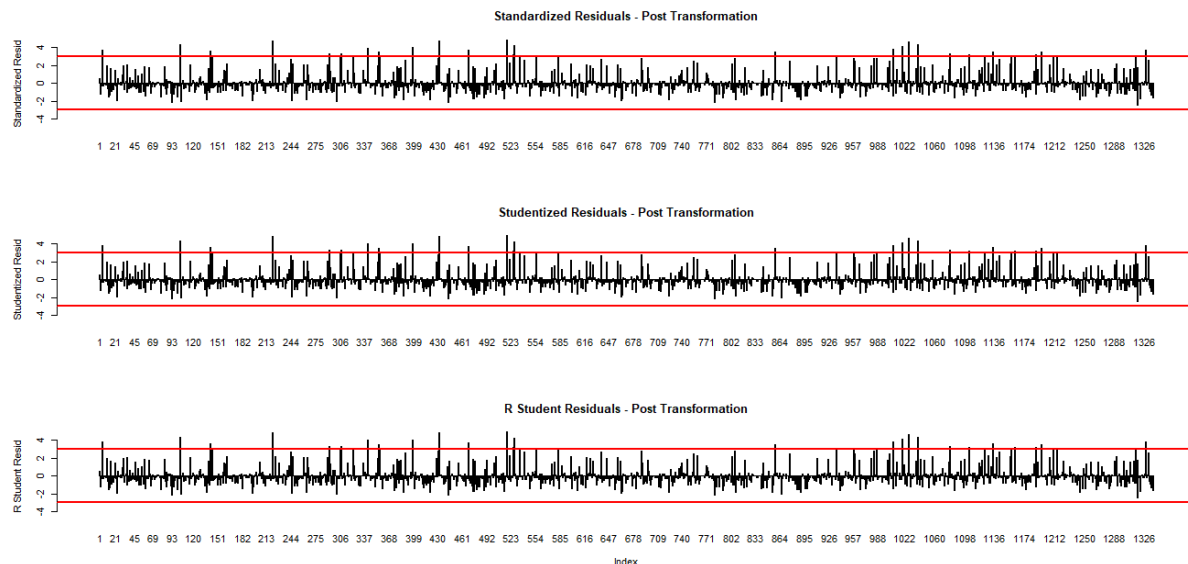 Standardized Residuals - Post Transformation
Standardized Resid
4
2
0
-2
-4
1 21 45 69 93 120 151 182 213 244 275 306 337 368 399 430 461 492 523 554 585 616 647 678 709 740 771 802 833 864 895 926 957 988 1022 1060 1098 1136 1174 1212 1250 1288 1326
Studentized Residuals - Post Transformation
Studentized Resid
4
2
0
-2
-4
1 21 45 69 93 120 151 182 213 244 275 306 337 368 399 430 461 492 523 554 585 616 647 678 709 740 771 802 833 864 895 926 957 988 1022 1060 1098 1136 1174 1212 1250 1288 1326
R Student Residuals - Post Transformation
R Student Resid
4
2
0
-2
-4
1 21 45 69 93 120 151 182 213 244 275 306 337 368 399 430 461 492 523 554 585 616 647 678 709 740 771 802 833 864 895 926 957 988 1022 1060 1098 1136 1174 1212 1250 1288 1326
Index